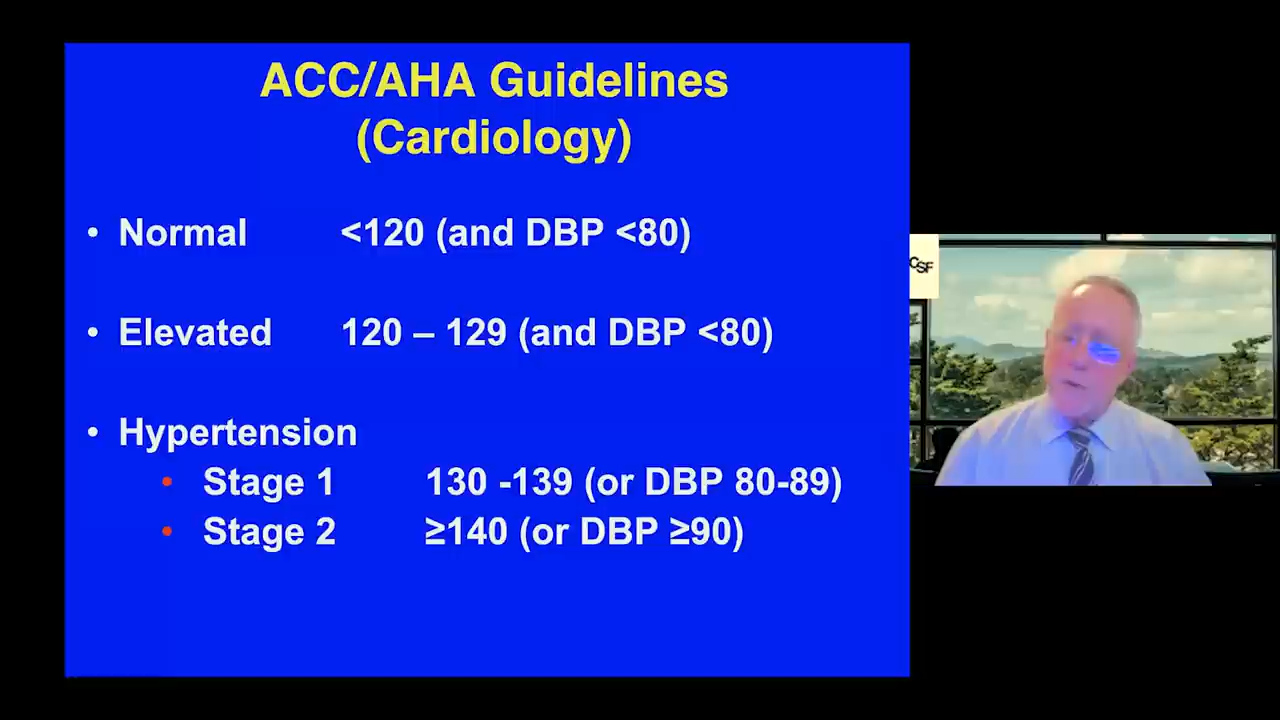 ACC/AHA Guidelines
(Cardiology)
• Normal <120 (and DBP <80)
• Elevated 120 – 129 (and DBP <80)
• Hypertension
• Stage 1 130 -139 (or DBP 80-89)
• Stage 2 ≥140 (or DBP ≥90)
CSF